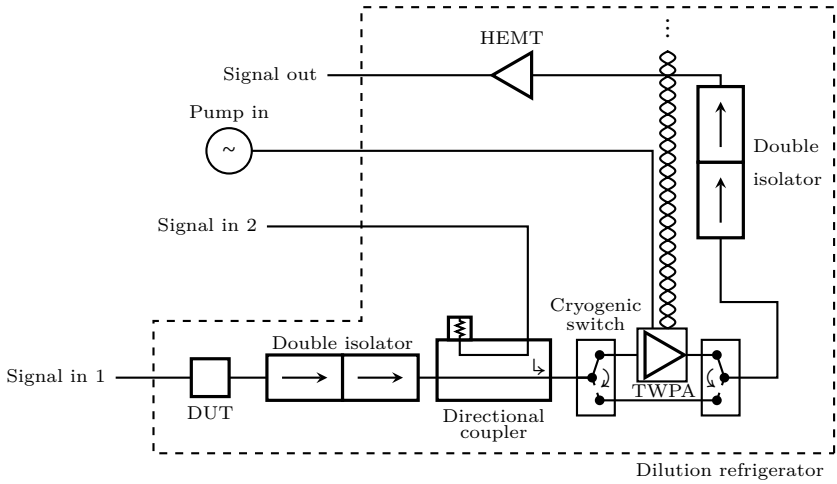 HEMT
Signal out
Pump in
~
Double
isolator
Signal in 2
Cryogenic
switch
Double isolator
Signal in 1
TWPA
DUT
Directional
coupler
Dilution refrigerator